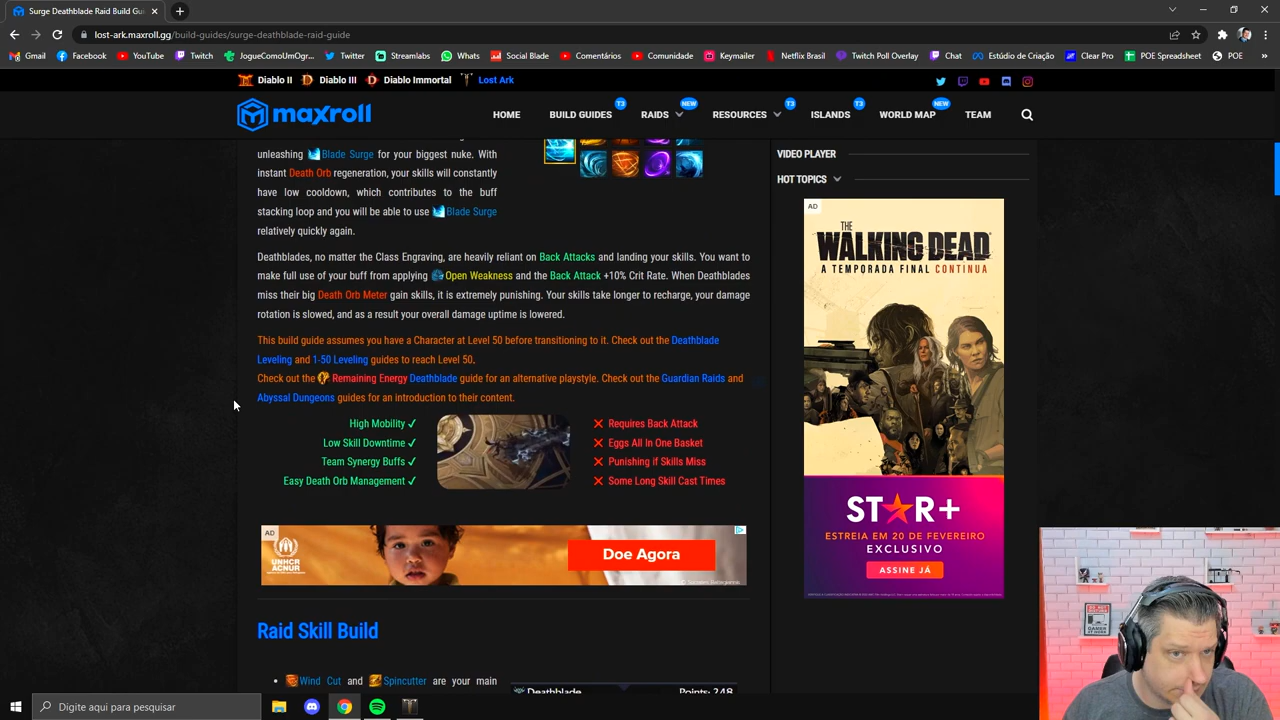 Surge Deathblade Raid Build Guid
lost-ark.maxroll.gg/build-guides/surge-deathblade-raid-guide
Gmail Facebook YouTube Twitch JogueComoUmOgr... Twitter Streamlabs Whats Social Blade Comentários Comunidade Keymailer Netflix Brasil Twitch Poll Overlay Chat Estúdio de Criação Clear Pro POE Spreadsheet POE »
Diablo II Diablo III Diablo Immortal Lost Ark
maxroll HOME BUILD GUIDES T3 RAIDS NEW RESOURCES T3 ISLANDS T3 WORLD MAP NEW TEAM
unleashing Blade Surge for your biggest nuke. With
instant Death Orb regeneration, your skills will constantly
have low cooldown, which contributes to the buff
stacking loop and you will be able to use Blade Surge
relatively quickly again.
Deathblades, no matter the Class Engraving, are heavily reliant on Back Attacks and landing your skills. You want to
make full use of your buff from applying Open Weakness and the Back Attack +10% Crit Rate. When Deathblades
miss their big Death Orb Meter gain skills, it is extremely punishing. Your skills take longer to recharge, your damage
rotation is slowed, and as a result your overall damage uptime is lowered.
This build guide assumes you have a Character at Level 50 before transitioning to it. Check out the Deathblade
Leveling and 1-50 Leveling guides to reach Level 50.
Check out the Remaining Energy Deathblade guide for an alternative playstyle. Check out the Guardian Raids and
Abyssal Dungeons guides for an introduction to their content.
High Mobility ✓
Low Skill Downtime ✓
Team Synergy Buffs ✓
Easy Death Orb Management ✓
✕ Requires Back Attack
✕ Eggs All In One Basket
✕ Punishing if Skills Miss
✕ Some Long Skill Cast Times
AD
UNHCR
ACNUR
Doe Agora
Raid Skill Build
• Wind Cut and Spincutter are your main
Deathblade Points: 248
VIDEO PLAYER
HOT TOPICS
AD
THE
WALKING DEAD
A TEMPORADA FINAL CONTINUA
STAR+
ESTREIA EM 20 DE FEVEREIRO
EXCLUSIVO
ASSINE JÁ
Digite aqui para pesquisar